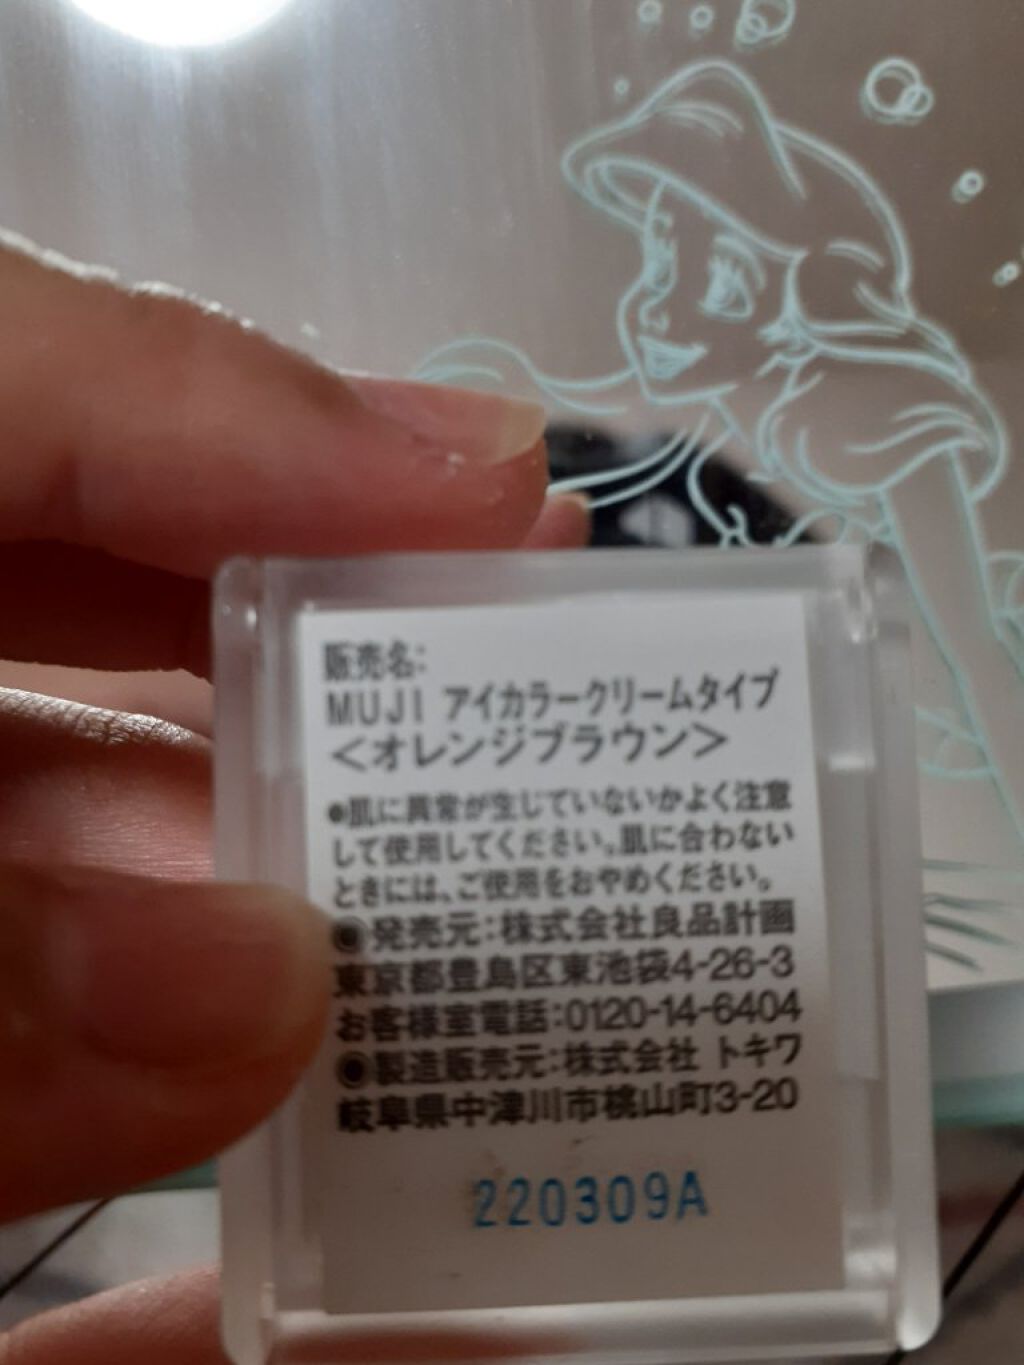 販売名:
MUJI アイカラークリームタイプ
＜オレンジブラウン＞
●肌に異常が生じていないかよく注意
して使用してください。肌に合わない
ときには、ご使用をおやめください。
◉発売元:株式会社良品計画
東京都豊島区東池袋4-26-3
お客様室電話:0120-14-6404
◉製造販売元:株式会社 トキワ
岐阜県中津川市桃山町3-20
220309A